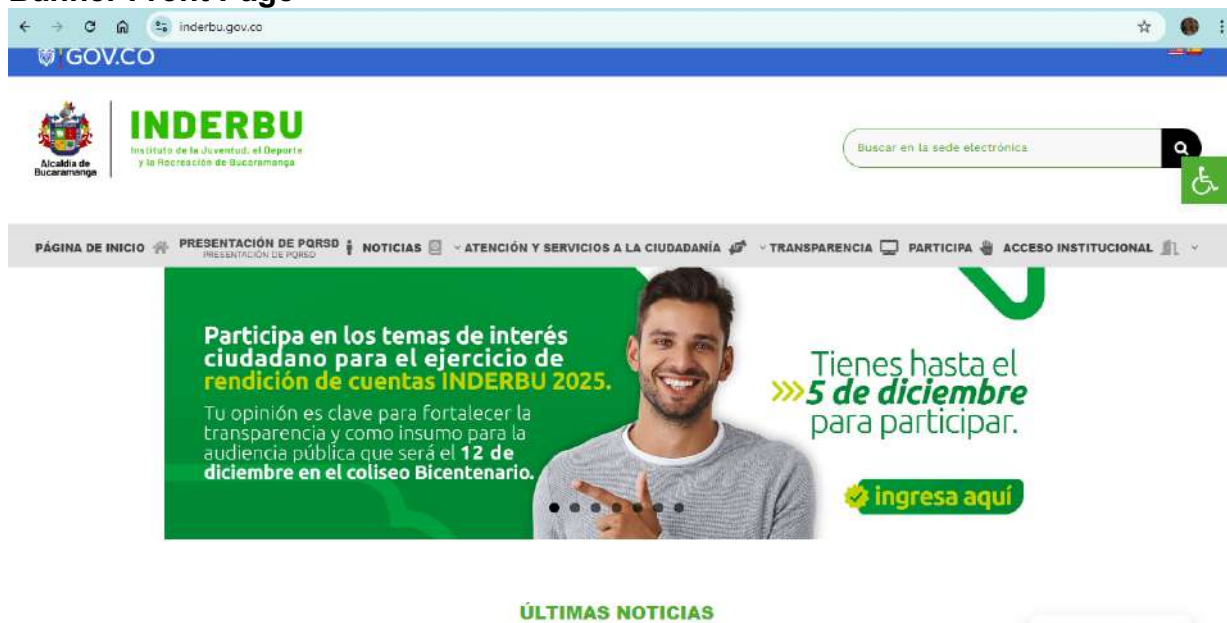 Banner Front Page
inderbu.gov.co
GOV.CO
Alcaldía de
Bucaramanga
INDERBU
Instituto de la Juventud, el Deporte
y la Recreación de Bucaramanga
Buscar en la sede electrónica
PÁGINA DE INICIO
PRESENTACIÓN DE PQRSD
PRESENTACIÓN DE PQRSD
NOTICIAS
ATENCIÓN Y SERVICIOS A LA CIUDADANÍA
TRANSPARENCIA
PARTICIPA
ACCESO INSTITUCIONAL
Participa en los temas de interés
ciudadano para el ejercicio de
rendición de cuentas INDERBU 2025.
Tu opinión es clave para fortalecer la
transparencia y como insumo para la
audiencia pública que será el 12 de
diciembre en el coliseo Bicentenario.
Tienes hasta el
>>>5 de diciembre
para participar.
ingresa aquí
ÚLTIMAS NOTICIAS